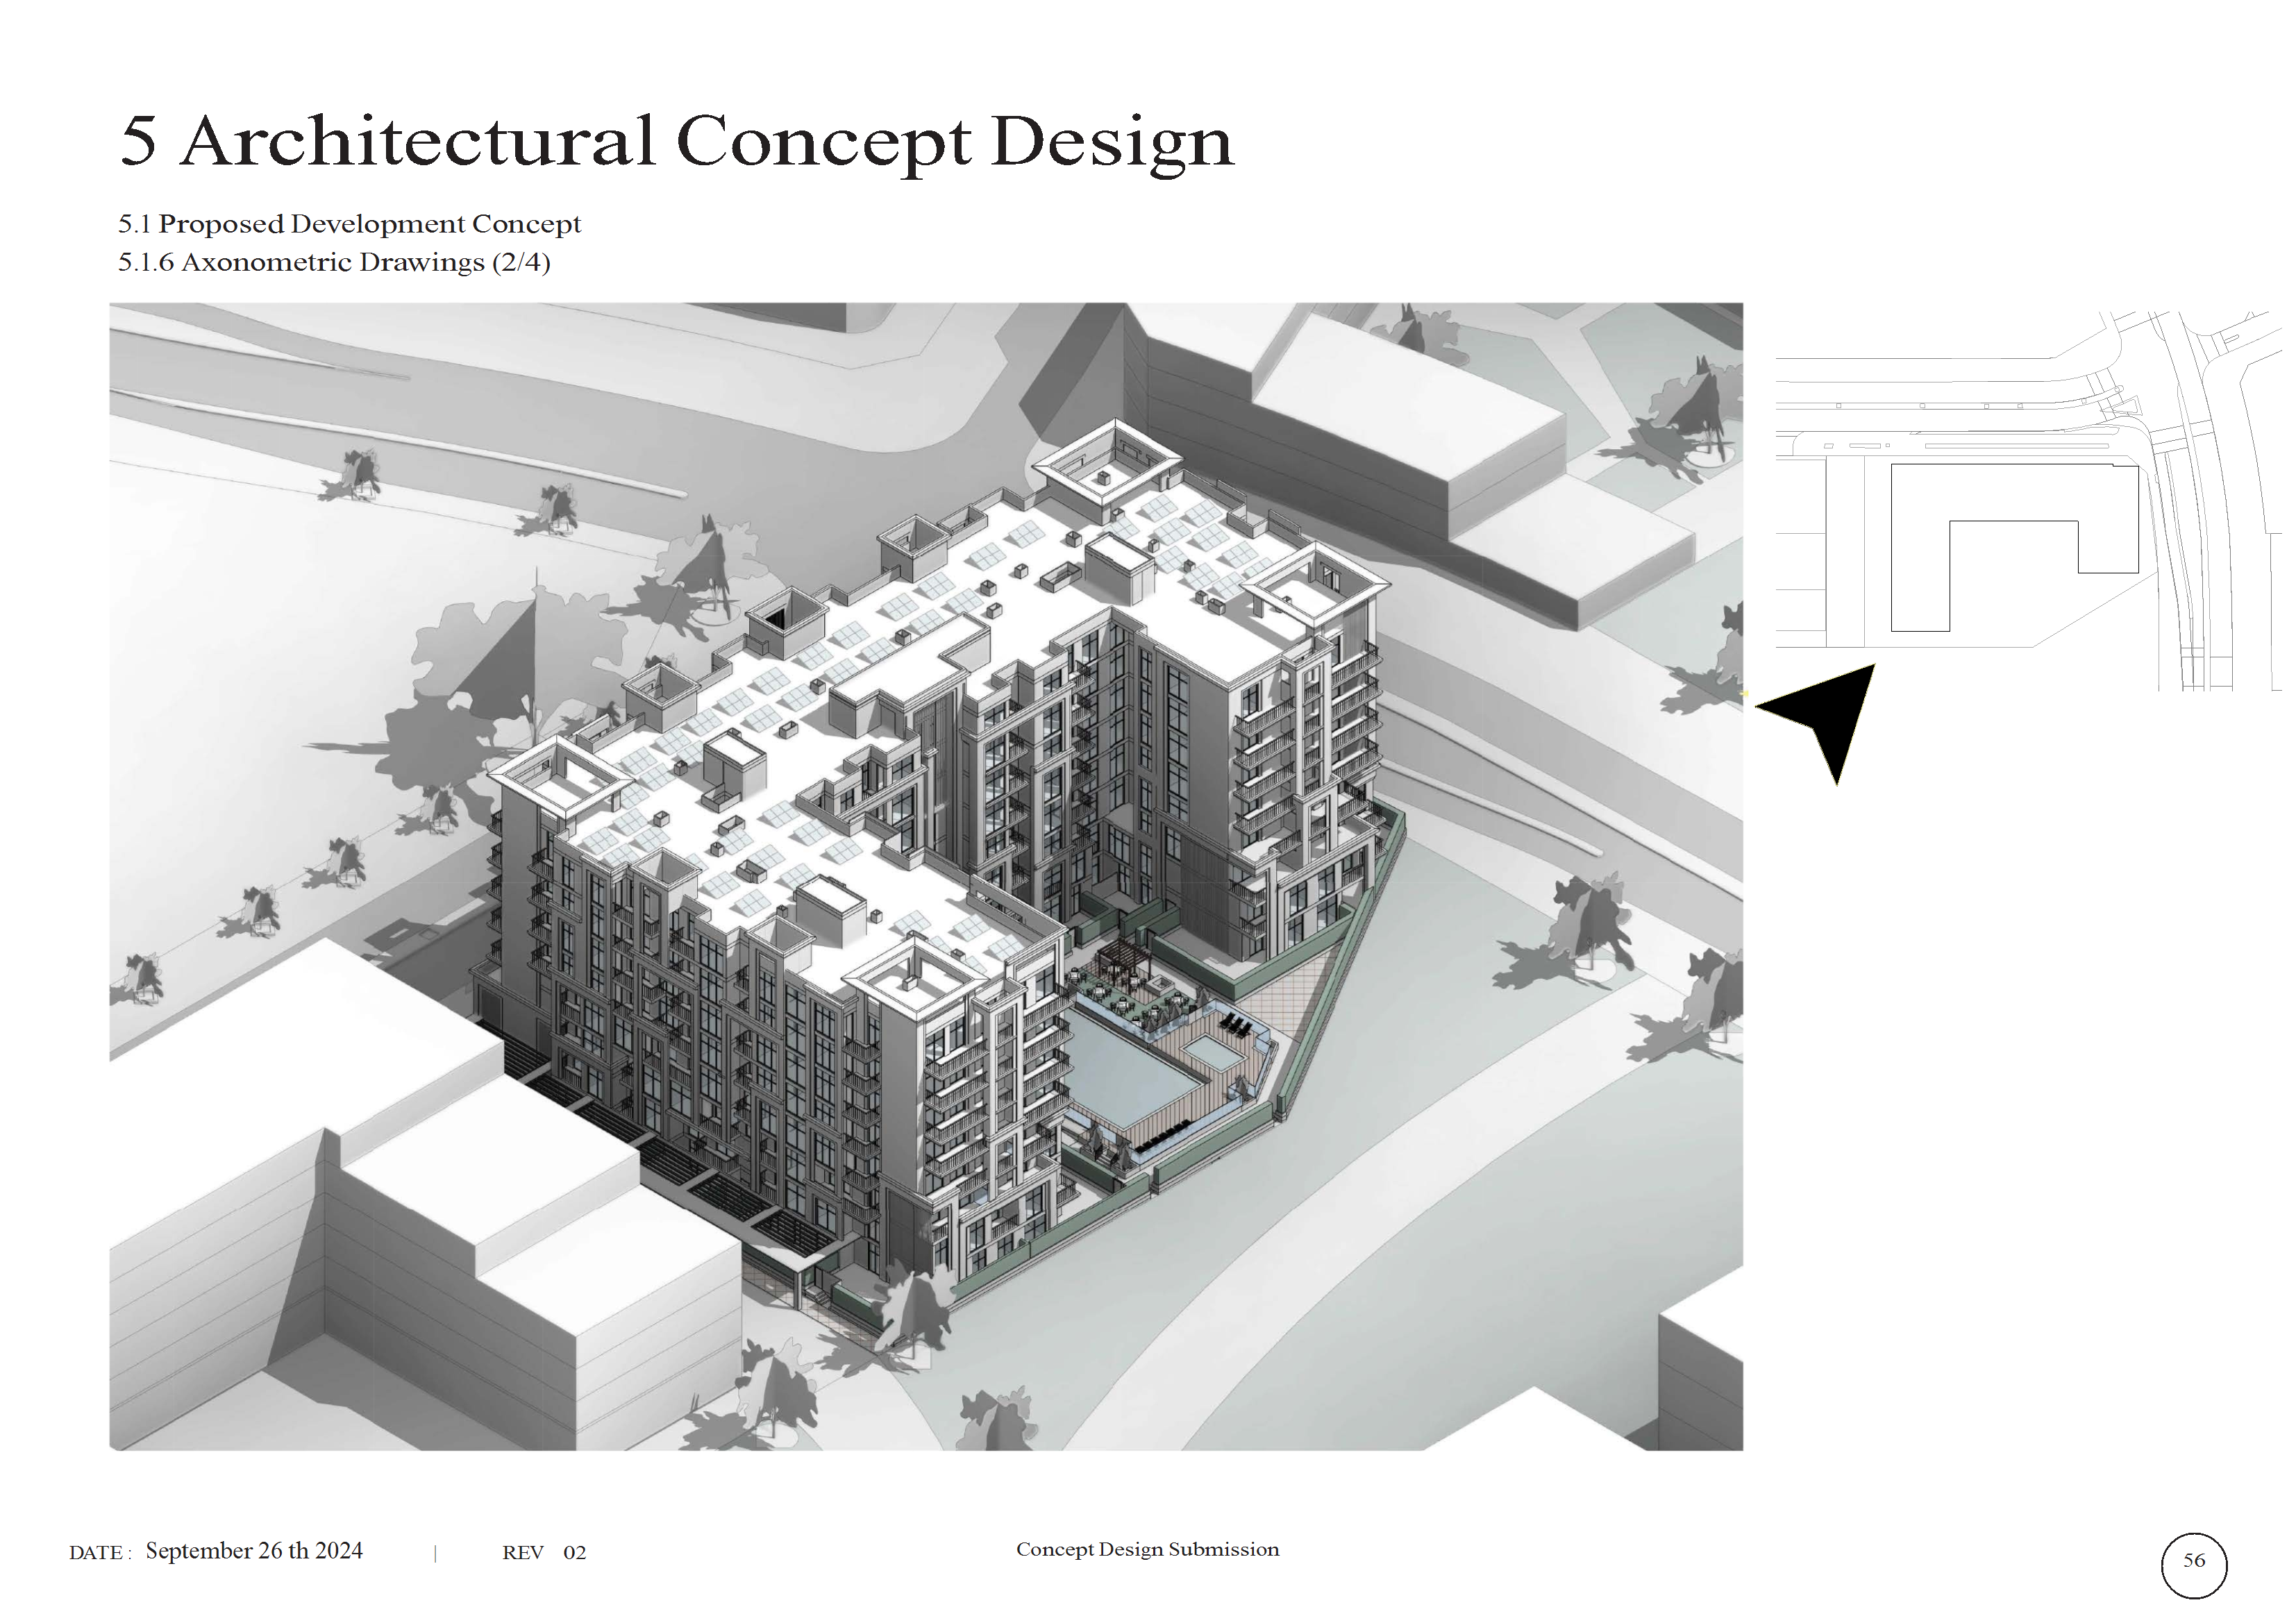 5 Architectural Concept Design
5.1 Proposed Development Concept
5.1.6 Axonometric Drawings (2/4)
DATE : September 26 th 2024 | REV 02
Concept Design Submission
56